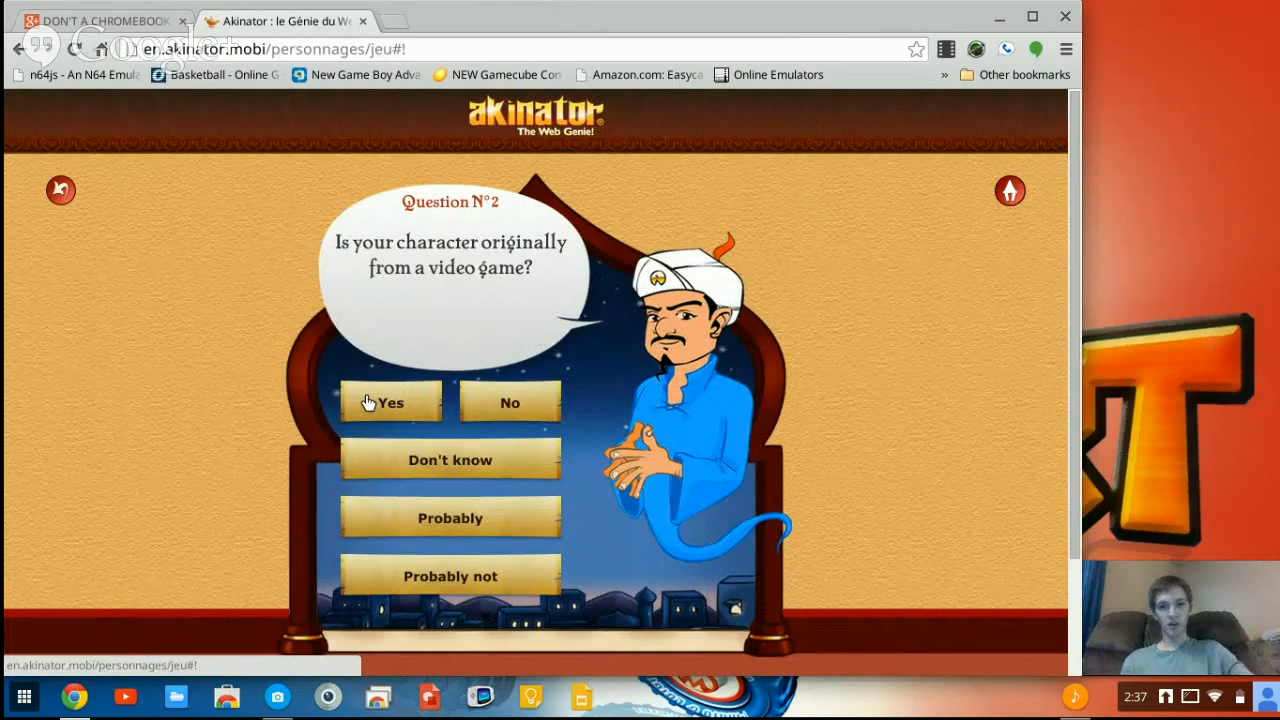 DON'T A CHROMEBOOK
Akinator : le Génie du We
Google+
en.akinator.mobi/personnages/jeu#!
n64js - An N64 Emula
Basketball - Online G
New Game Boy Adva
NEW Gamecube Con
Amazon.com: Easyca
Online Emulators
» Other bookmarks
akinator
The Web Genie!
Question N°2
Is your character originally
from a video game?
Yes
No
Don't know
Probably
Probably not
en.akinator.mobi/personnages/jeu#!
2:37